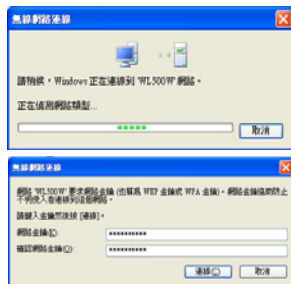 無線網路連線
請稍候，Windows 正在連線到 'WL500W' 網路。
正在偵測網路類型...
取消
無線網路連線
網路 'WL500W' 要求網路金鑰 (也稱為 WEP 金鑰或 WPA 金鑰)。網路金鑰協助防止
不明侵入者連線到這個網路。
請鍵入金鑰然後按 [連線]。
網路金鑰(K): **********
確認網路金鑰(O): **********
連線(C) 取消